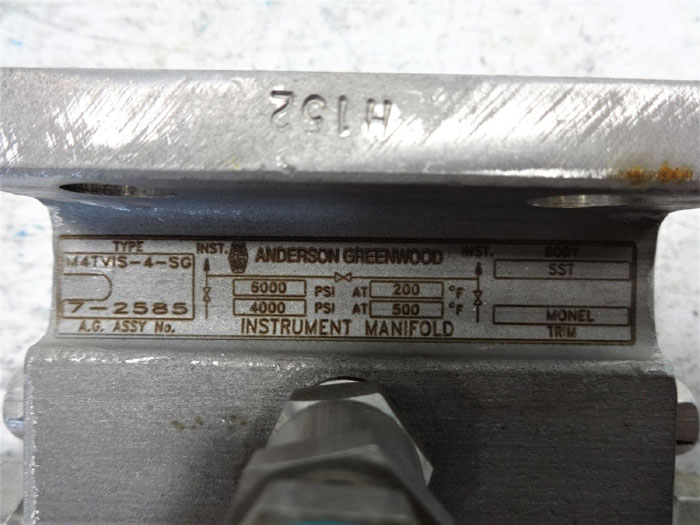 H152
TYPE
M4TVIS-4-SG
7-2585
A.G. ASSY No.
INST.
ANDERSON GREENWOOD
INST.
6000 PSI AT 200 °F
4000 PSI AT 500 °F
INSTRUMENT MANIFOLD
BODY
SST
MONEL
TRIM